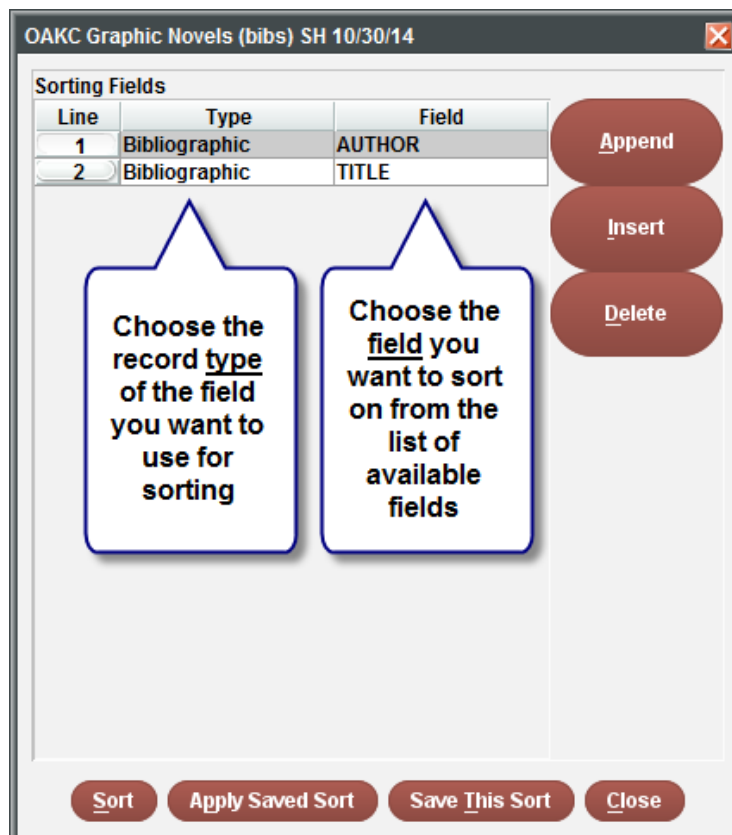 OAKC Graphic Novels (bibs) SH 10/30/14
Sorting Fields
Line Type Field
1 Bibliographic AUTHOR
2 Bibliographic TITLE
Append
Insert
Delete
Choose the
record type
of the field
you want to
use for
sorting
Choose the
field you
want to sort
on from the
list of
available
fields
Sort Apply Saved Sort Save This Sort Close